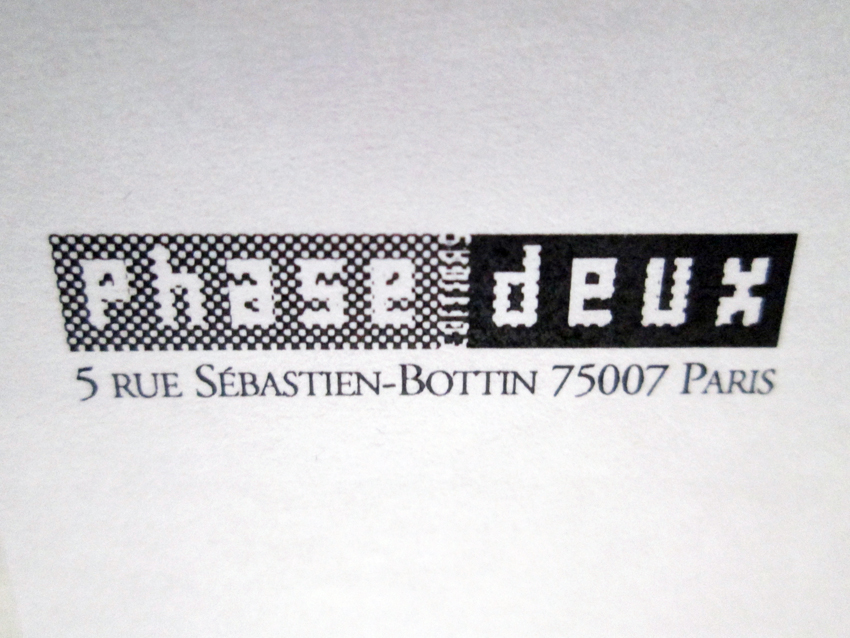 phase deux
5 RUE SÉBASTIEN-BOTTIN 75007 PARIS